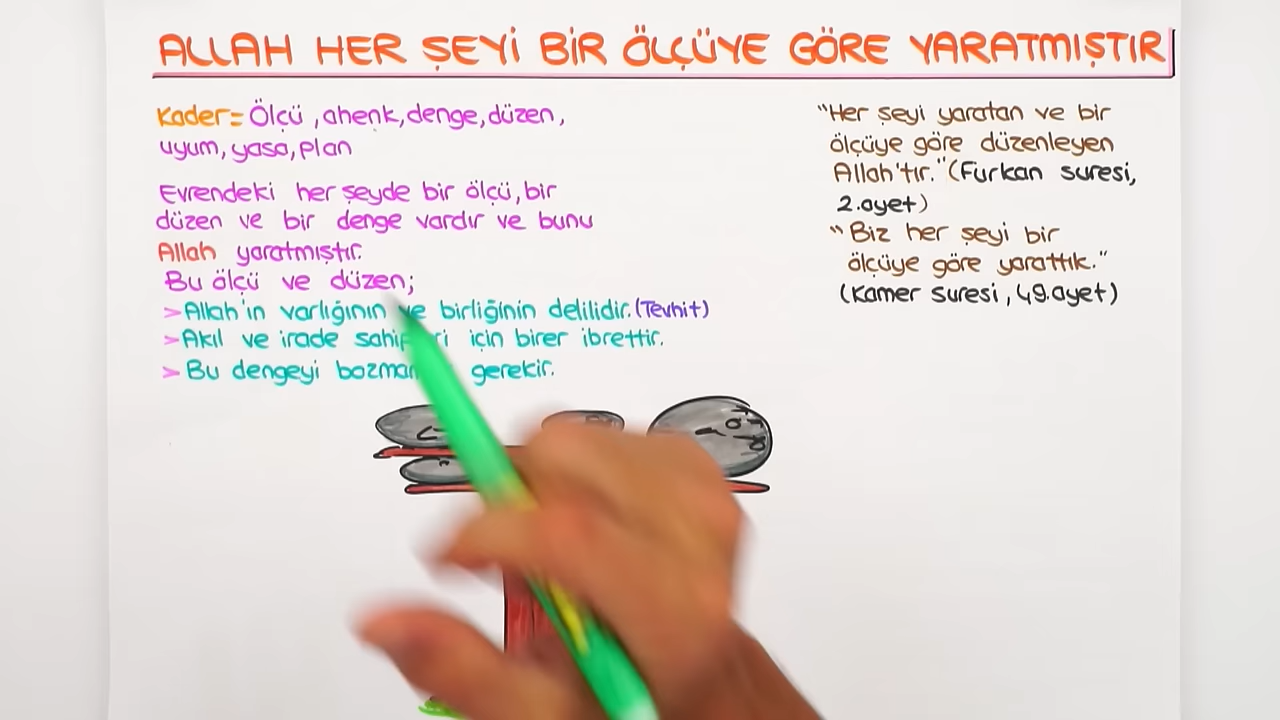 ALLAH HER ŞEYİ BİR ÖLÇÜYE GÖRE YARATMIŞTIR
Kader= Ölçü, ahenk, denge, düzen,
uyum, yasa, plan
Evrendeki her şeyde bir ölçü, bir
düzen ve bir denge vardır ve bunu
Allah yaratmıştır.
Bu ölçü ve düzen;
> Allah'ın varlığının ve birliğinin delilidir. (Tevhit)
> Akıl ve irade için birer ibrettir.
> Bu dengeyi gerekir.
"Her şeyi yaratan ve bir
ölçüye göre düzenleyen
Allah'tır." (Furkan suresi,
2.ayet)
"Biz her şeyi bir
ölçüye göre yarattık."
(Kamer suresi, 49.ayet)